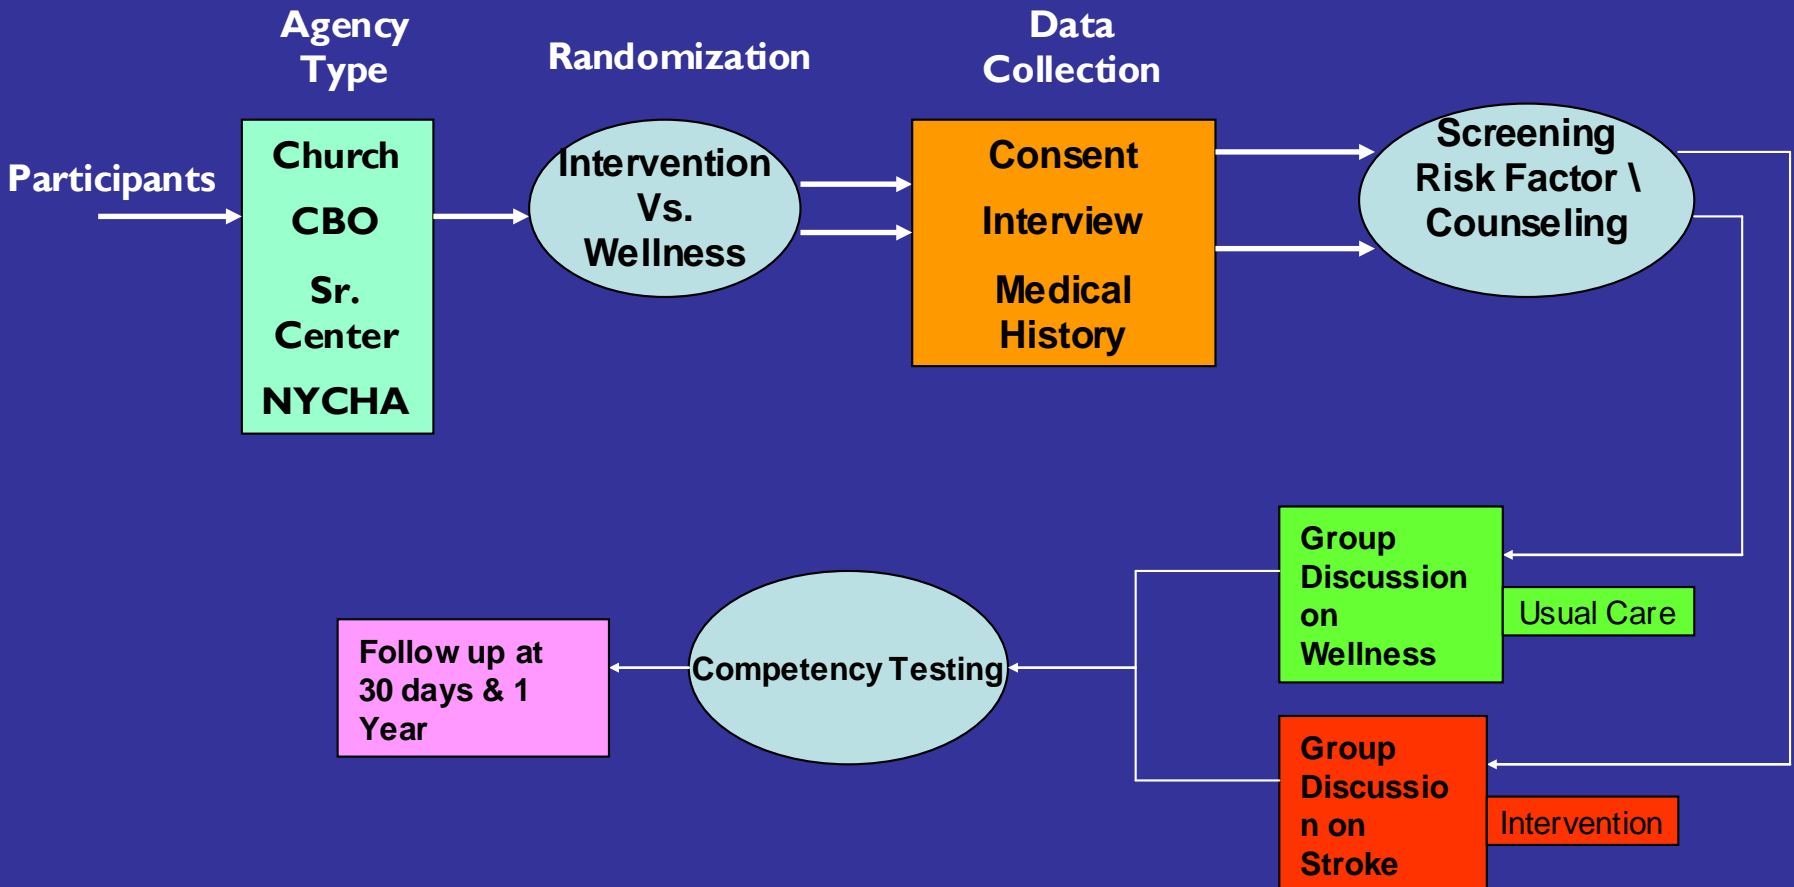 Agency
Type
Randomization
Data
Collection
Participants
Church
CBO
Sr.
Center
NYCHA
Intervention
Vs.
Wellness
Consent
Interview
Medical
History
Screening
Risk Factor \
Counseling
Group
Discussion
on
Wellness
Usual Care
Follow up at
30 days & 1
Year
Competency Testing
Group
Discussio
n on
Stroke
Intervention